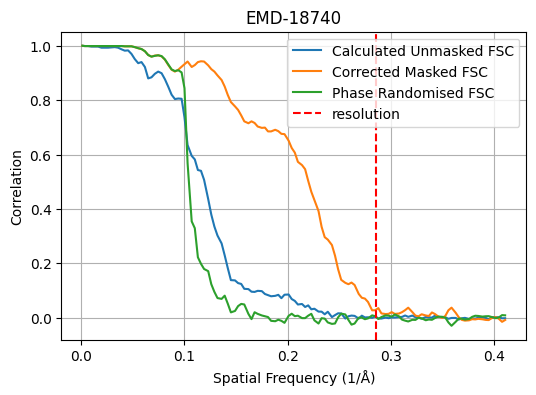 EMD-18740
Calculated Unmasked FSC
Corrected Masked FSC
Phase Randomised FSC
resolution
Correlation
1.0
0.8
0.6
0.4
0.2
0.0
0.0 0.1 0.2 0.3 0.4
Spatial Frequency (1/Å)